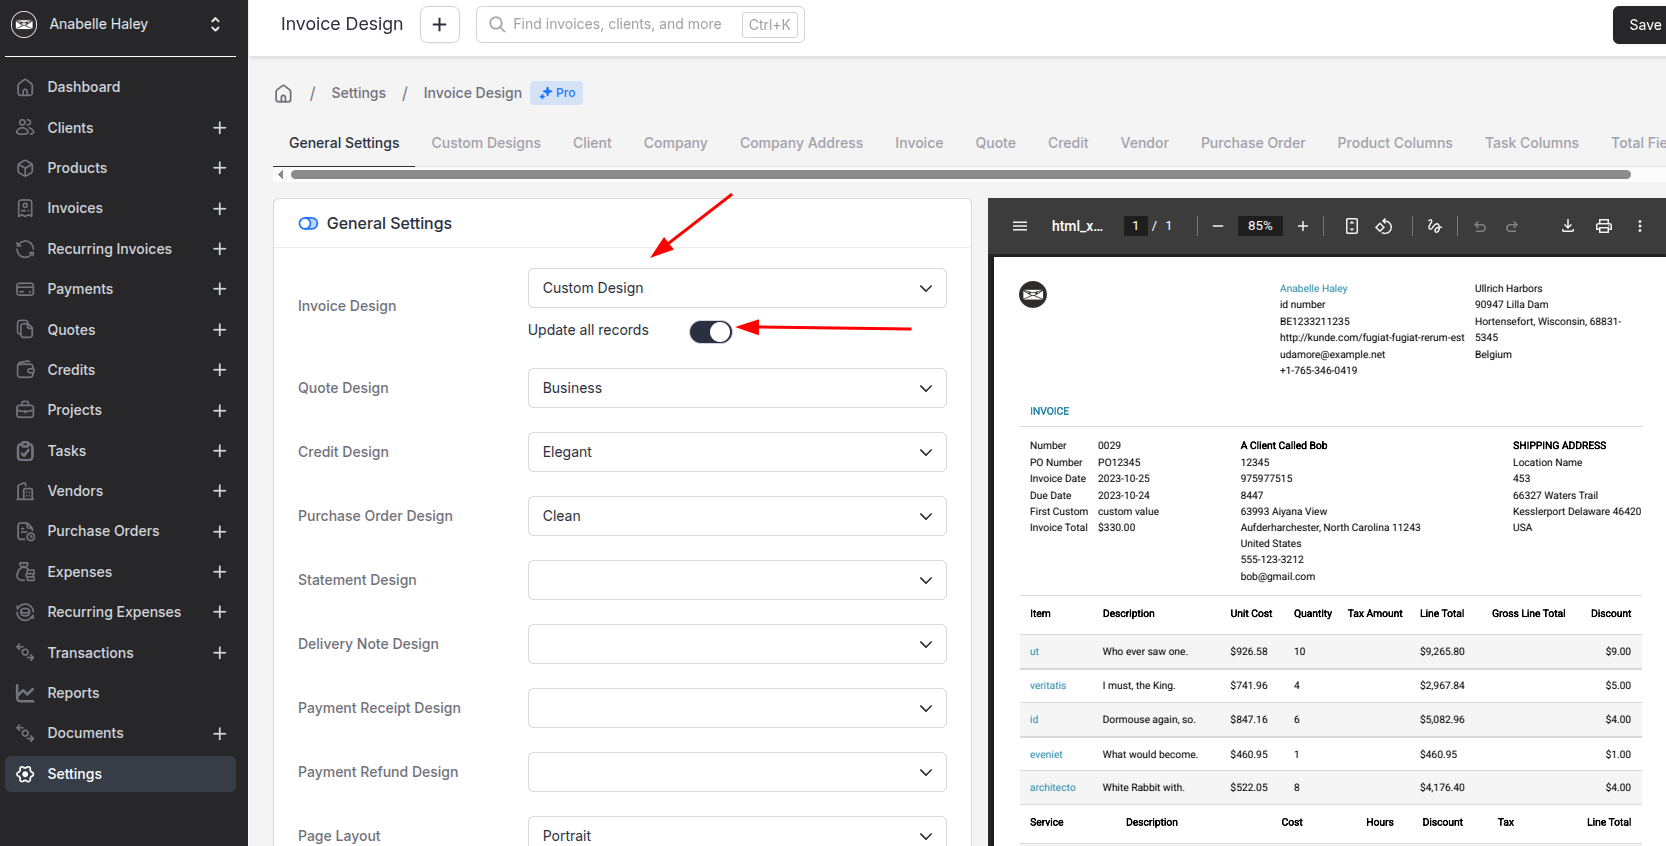 Anabelle Haley
Invoice Design
Find invoices, clients, and more
Ctrl+K
Save
Dashboard
Clients
Products
Invoices
Recurring Invoices
Payments
Quotes
Credits
Projects
Tasks
Vendors
Purchase Orders
Expenses
Recurring Expenses
Transactions
Reports
Documents
Settings
/ Settings / Invoice Design Pro
General Settings Custom Designs Client Company Company Address Invoice Quote Credit Vendor Purchase Order Product Columns Task Columns Total Fie
General Settings
Invoice Design Custom Design
Update all records
Quote Design Business
Credit Design Elegant
Purchase Order Design Clean
Statement Design
Delivery Note Design
Payment Receipt Design
Payment Refund Design
Page Layout Portrait
html_x... 1 / 1 85%
Anabelle Haley
id number
BE1233211235
http://kunde.com/fugiat-fugiat-rerum-est
udamore@example.net
+1-765-346-0419
Ullrich Harbors
90947 Lilla Dam
Hortensefort, Wisconsin, 68831-
5345
Belgium
INVOICE
Number 0029
PO Number PO12345
Invoice Date 2023-10-25
Due Date 2023-10-24
First Custom custom value
Invoice Total $330.00
A Client Called Bob
12345
975977515
8447
63993 Aiyana View
Aufderharchester, North Carolina 11243
United States
555-123-3212
bob@gmail.com
SHIPPING ADDRESS
Location Name
453
66327 Waters Trail
Kesslerport Delaware 46420
USA
Item Description Unit Cost Quantity Tax Amount Line Total Gross Line Total Discount
ut Who ever saw one. $926.58 10 $9,265.80 $9.00
veritatis I must, the King. $741.96 4 $2,967.84 $5.00
id Dormouse again, so. $847.16 6 $5,082.96 $4.00
eveniet What would become. $460.95 1 $460.95 $1.00
architecto White Rabbit with. $522.05 8 $4,176.40 $4.00
Service Description Cost Hours Discount Tax Line Total